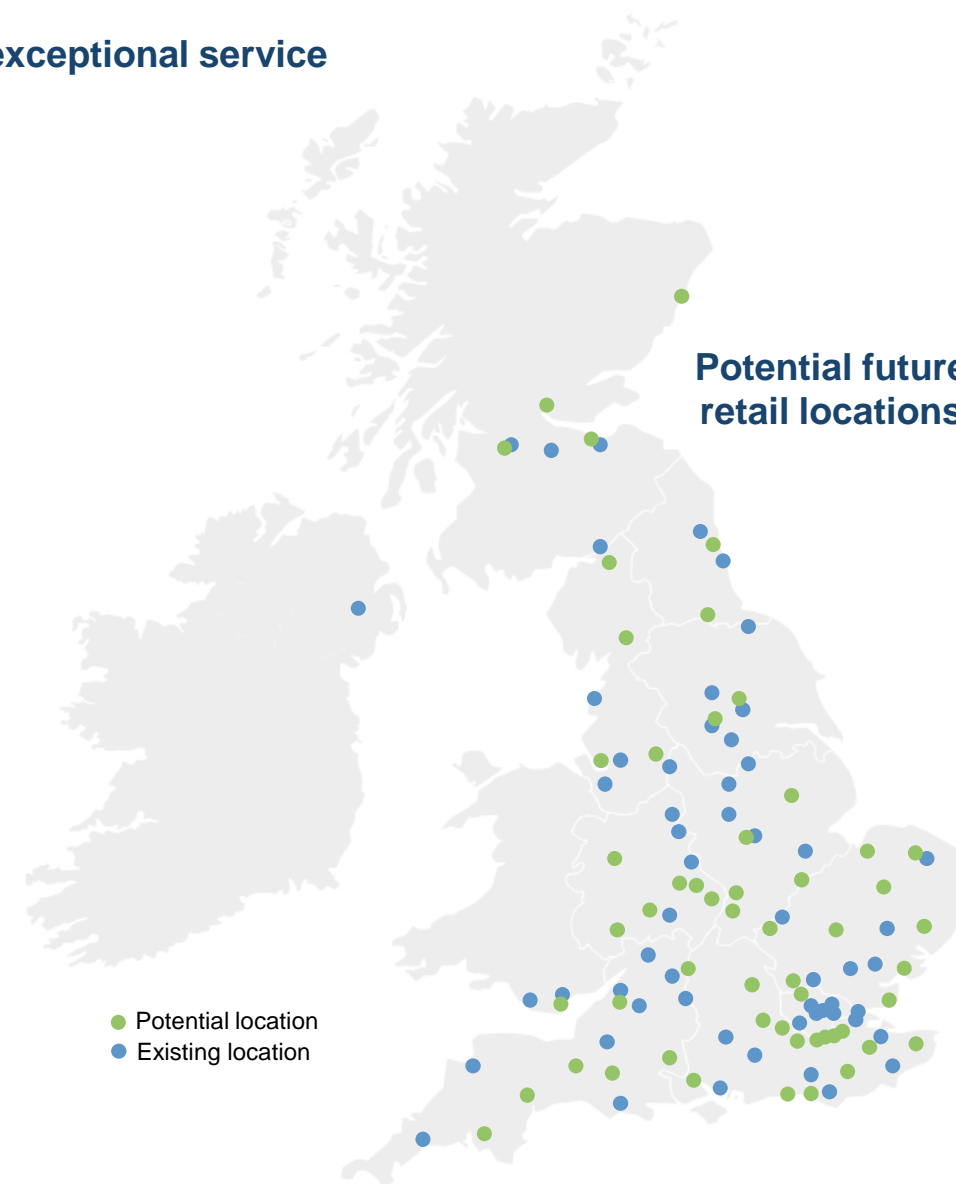 exceptional service
Potential future
retail locations
Potential location
Existing location